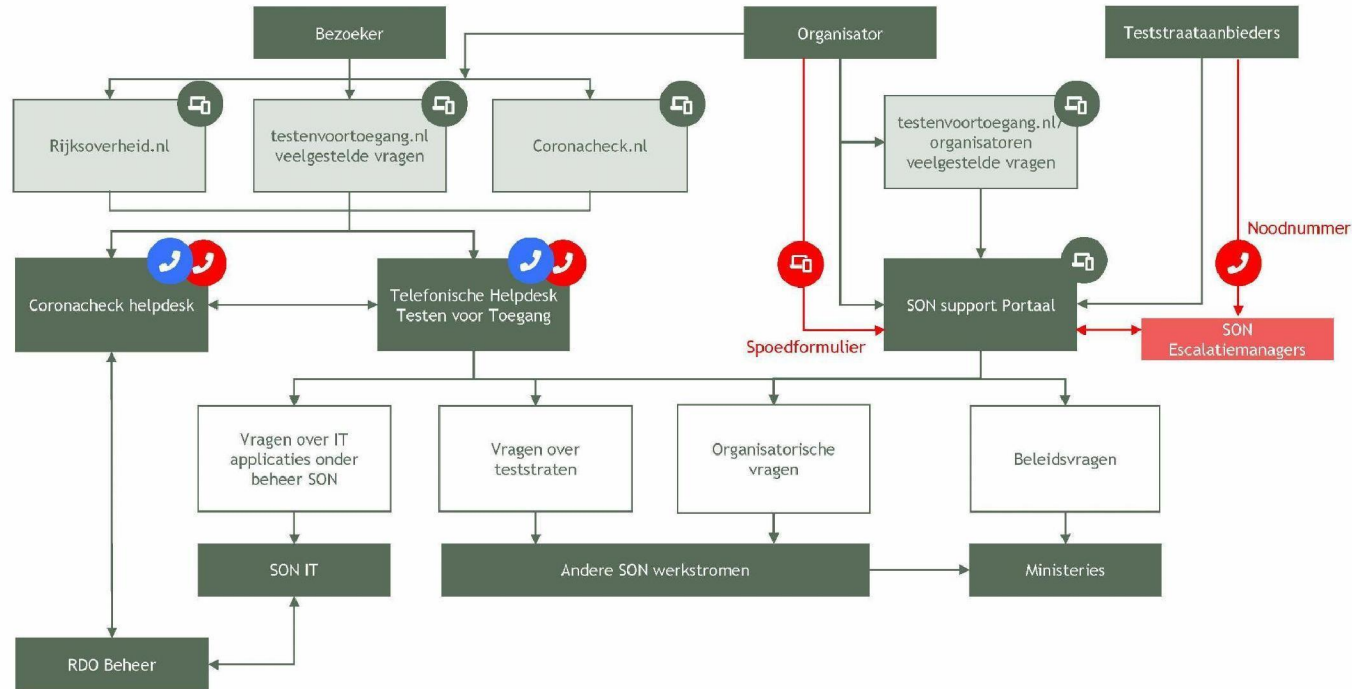 Bezoeker
Organisator
Teststraataanbieders
Rijksoverheid.nl
testenvoortoegang.nl
veelgestelde vragen
Coronacheck.nl
testenvoortoegang.nl/
organisatoren
veelgestelde vragen
Noodnummer
Coronacheck helpdesk
Telefonische Helpdesk
Testen voor Toegang
SON support Portaal
Spoedformulier
SON
Escalatiemanagers
Vragen over IT
applicaties onder
beheer SON
Vragen over
teststraten
Organisatorische
vragen
Beleidsvragen
SON IT
Andere SON werkstromen
Ministeries
RDO Beheer